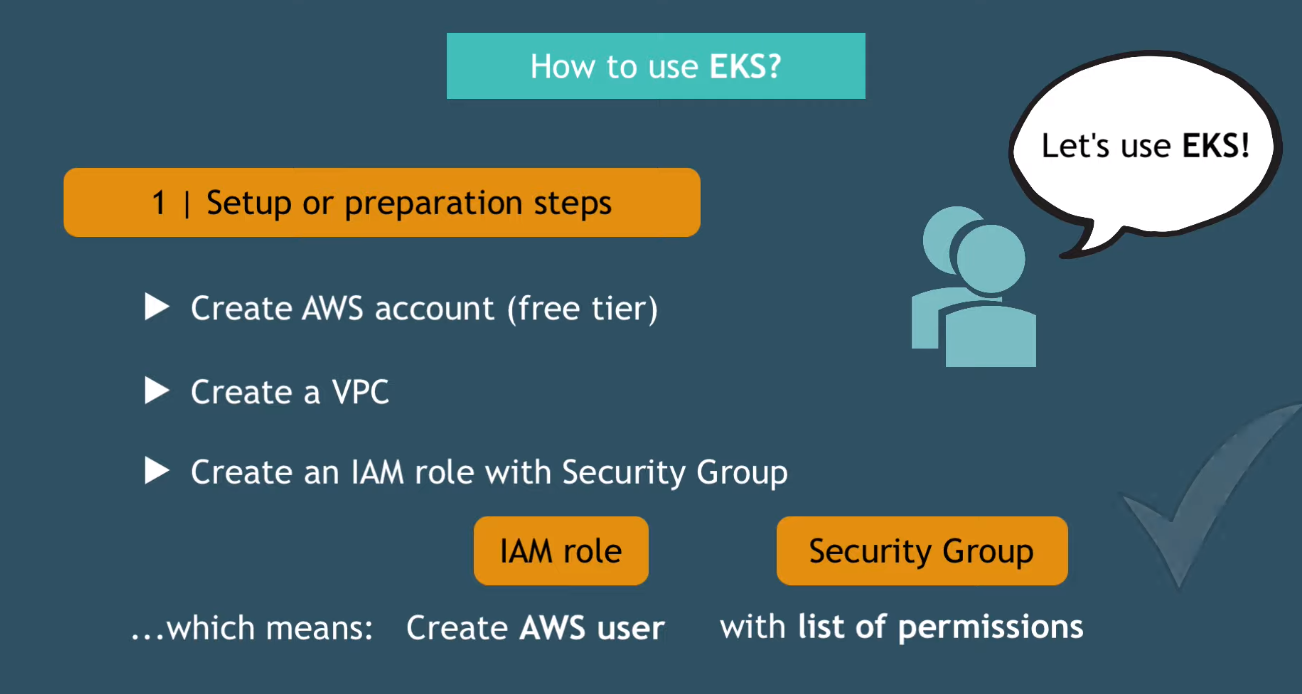 How to use EKS?
Let's use EKS!
1 | Setup or preparation steps
Create AWS account (free tier)
Create a VPC
Create an IAM role with Security Group
IAM role
Security Group
...which means: Create AWS user with list of permissions